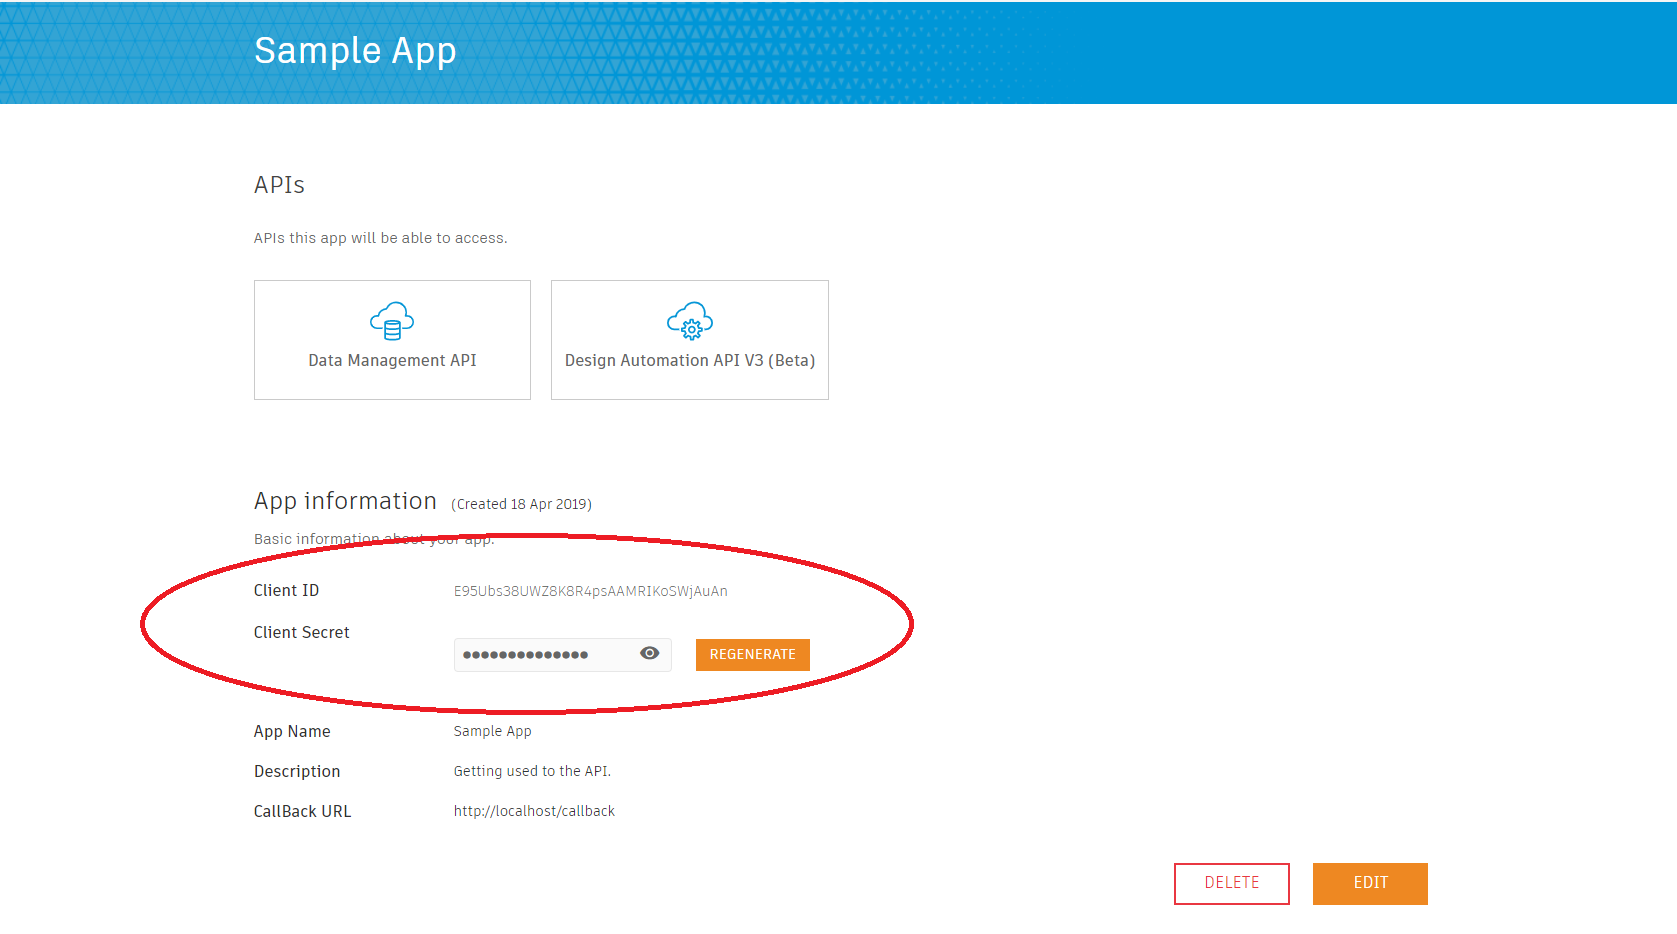 Sample App
APIs
APIs this app will be able to access.
Data Management API
Design Automation API V3 (Beta)
App information (Created 18 Apr 2019)
Basic information about your app.
Client ID E95Ubs38UWZ8K8R4psAAMRIKoSWjAuAn
Client Secret
●●●●●●●●●●●●●● REGENERATE
App Name Sample App
Description Getting used to the API.
CallBack URL http://localhost/callback
DELETE EDIT